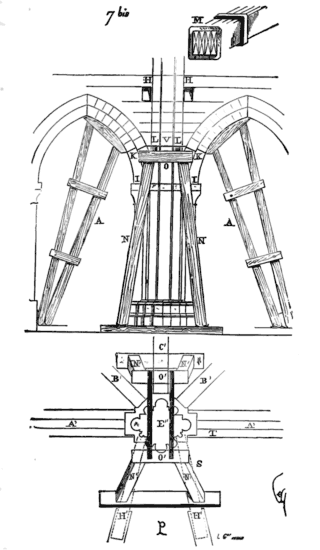 7 bis
M
H H
L V L
K K
O
I I
A A
N N
C'
N' N'
O'
B' B'
A' A'
A E'
T
O' S
N' N'
H' H'
P